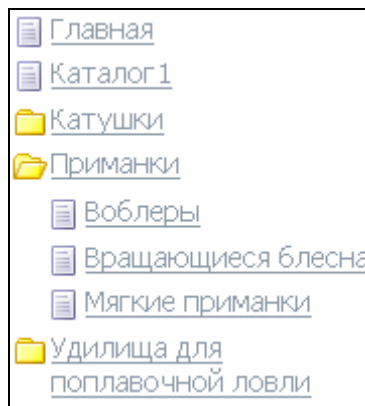 Главная
Каталог1
Катушки
Приманки
Воблеры
Вращающиеся блесна
Мягкие приманки
Удилища для
поплавочной ловли